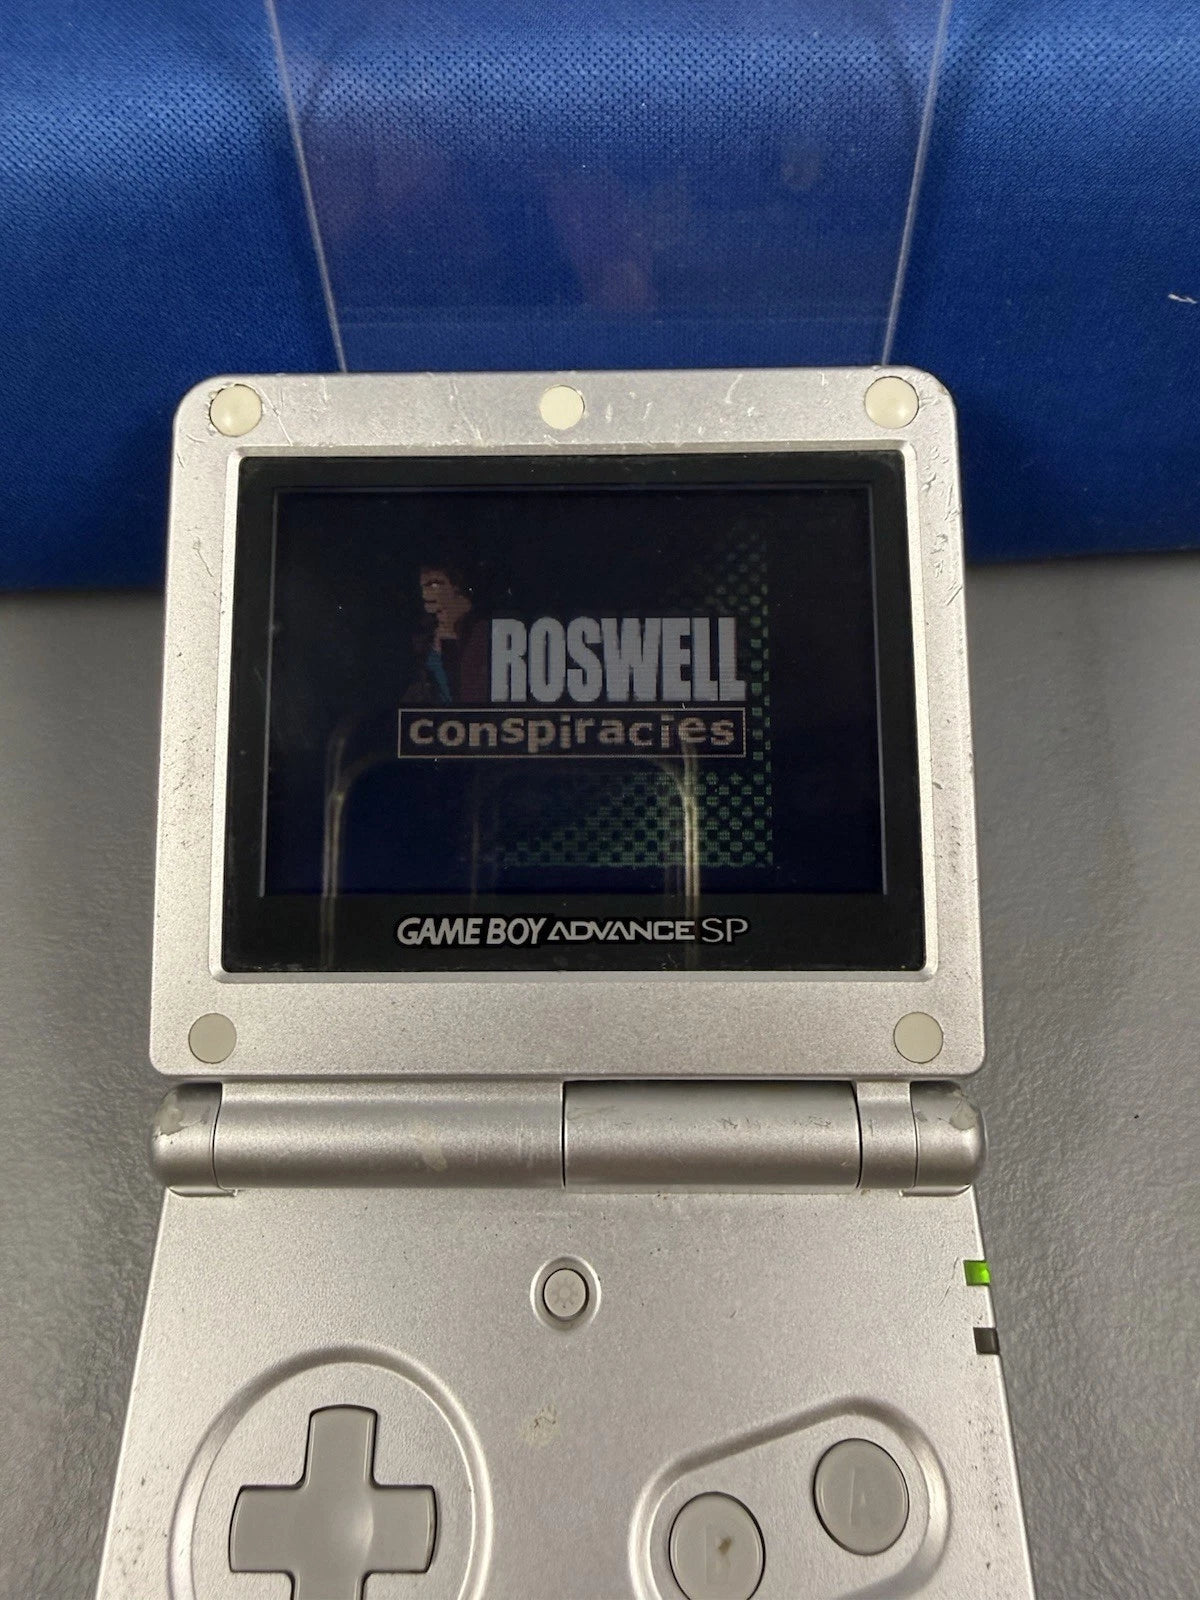 ROSWELL
conspiracies
GAME BOY ADVANCE SP
A
B